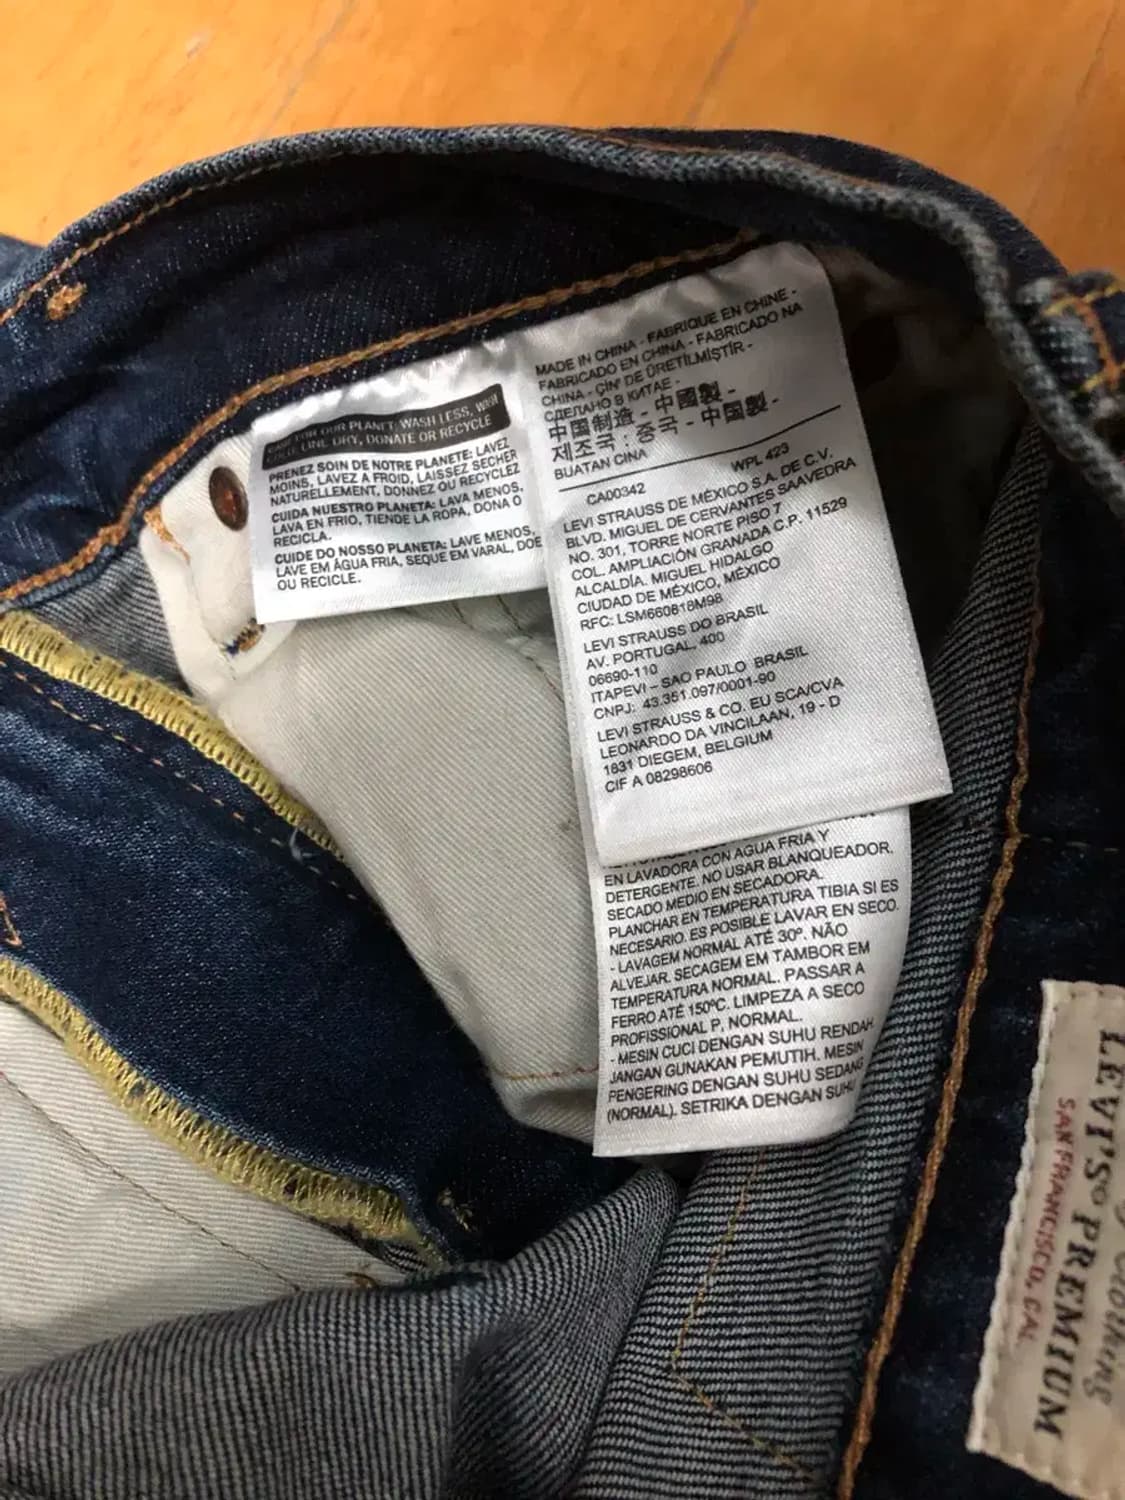 FOR OUR PLANET: WASH LESS, WASH
COLD, LINE DRY, DONATE OR RECYCLE
PRENEZ SOIN DE NOTRE PLANETE: LAVEZ
MOINS, LAVEZ A FROID, LAISSEZ SECHER
NATURELLEMENT, DONNEZ OU RECYCLEZ
CUIDA NUESTRO PLANETA: LAVA MENOS,
LAVA EN FRIO, TIENDE LA ROPA, DONA O
RECICLA.
CUIDE DO NOSSO PLANETA: LAVE MENOS,
LAVE EM ÁGUA FRIA, SEQUE EM VARAL, DOE
OU RECICLE.
MADE IN CHINA - FABRIQUE EN CHINE -
FABRICADO EN CHINA - FABRICADO NA
CHINA - ÇIN' DE ÜRETİLMİŞTİR -
СДЕЛАНО В КИТАЕ -
中国制造 - 中國製 -
제조국 : 중국 - 中国製 -
BUATAN CINA
WPL 423
CA00342
LEVI STRAUSS DE MÉXICO S.A. DE C.V.
BLVD. MIGUEL DE CERVANTES SAAVEDRA
NO. 301, TORRE NORTE PISO 7
COL. AMPLIACIÓN GRANADA C.P. 11529
ALCALDÍA. MIGUEL HIDALGO
CIUDAD DE MÉXICO, MÉXICO
RFC: LSM660818M98
LEVI STRAUSS DO BRASIL
AV. PORTUGAL, 400
06690-110
ITAPEVI – SAO PAULO BRASIL
CNPJ: 43.351.097/0001-90
LEVI STRAUSS & CO. EU SCA/CVA
LEONARDO DA VINCILAAN, 19 - D
1831 DIEGEM, BELGIUM
CIF A 08298606
EN LAVADORA CON AGUA FRIA Y
DETERGENTE. NO USAR BLANQUEADOR.
SECADO MEDIO EN SECADORA.
PLANCHAR EN TEMPERATURA TIBIA SI ES
NECESARIO. ES POSIBLE LAVAR EN SECO.
- LAVAGEM NORMAL ATÉ 30º. NÃO
ALVEJAR. SECAGEM EM TAMBOR EM
TEMPERATURA NORMAL. PASSAR A
FERRO ATÉ 150ºC. LIMPEZA A SECO
PROFISSIONAL P, NORMAL.
- MESIN CUCI DENGAN SUHU RENDAH
JANGAN GUNAKAN PEMUTIH. MESIN
PENGERING DENGAN SUHU SEDANG
(NORMAL). SETRIKA DENGAN SUHU
LEVI'S® PREMIUM
SAN FRANCISCO, CAL